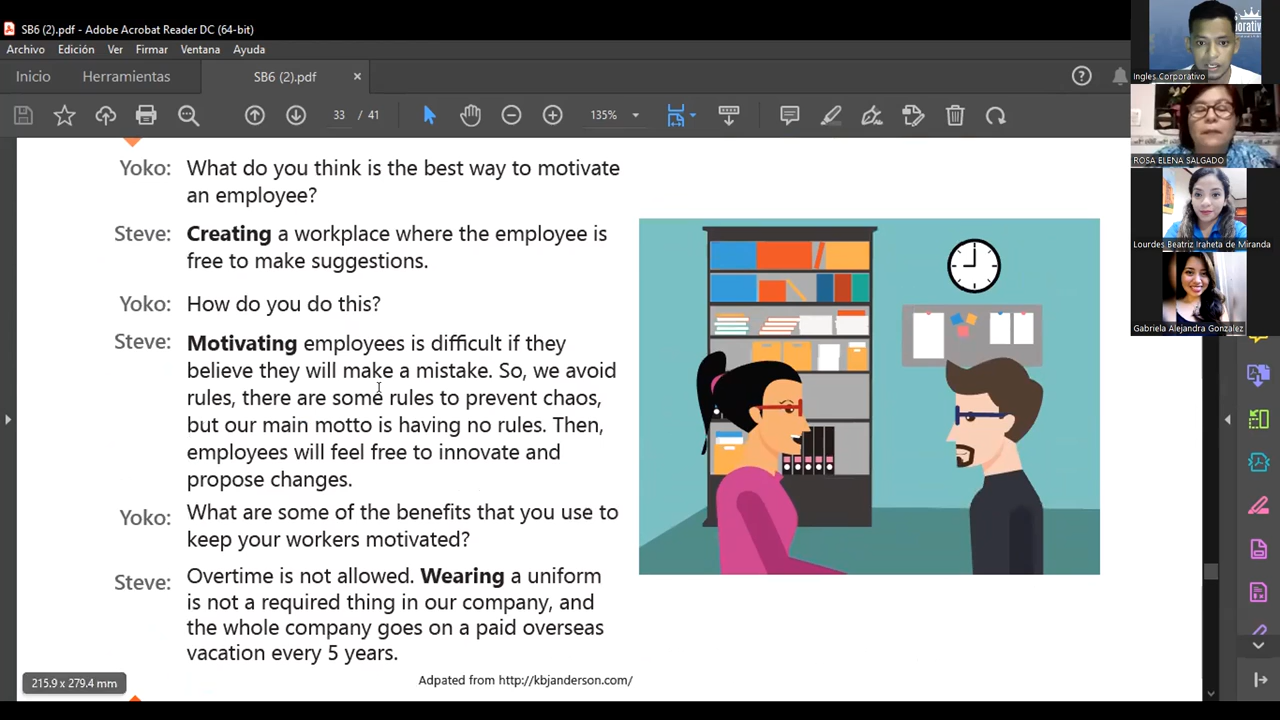 SB6 (2).pdf - Adobe Acrobat Reader DC (64-bit)
Archivo Edición Ver Firmar Ventana Ayuda
Inicio Herramientas SB6 (2).pdf
33 / 41 135%
Yoko: What do you think is the best way to motivate
an employee?
Steve: Creating a workplace where the employee is
free to make suggestions.
Yoko: How do you do this?
Steve: Motivating employees is difficult if they
believe they will make a mistake. So, we avoid
rules, there are some rules to prevent chaos,
but our main motto is having no rules. Then,
employees will feel free to innovate and
propose changes.
Yoko: What are some of the benefits that you use to
keep your workers motivated?
Steve: Overtime is not allowed. Wearing a uniform
is not a required thing in our company, and
the whole company goes on a paid overseas
vacation every 5 years.
Adpated from http://kbjanderson.com/
215.9 x 279.4 mm
Ingles Corporativo
ROSA ELENA SALGADO
Lourdes Beatriz Iraheta de Miranda
Gabriela Alejandra Gonzalez